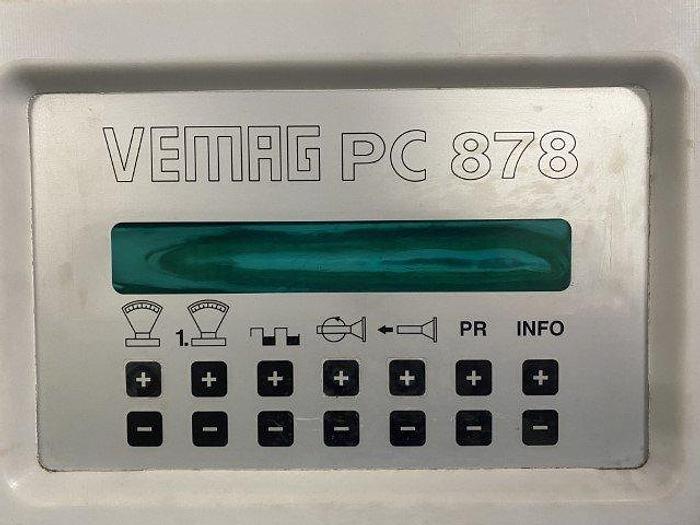 VEMAG PC 878
1. PR INFO
+ + + + + + +
- - - - - - -